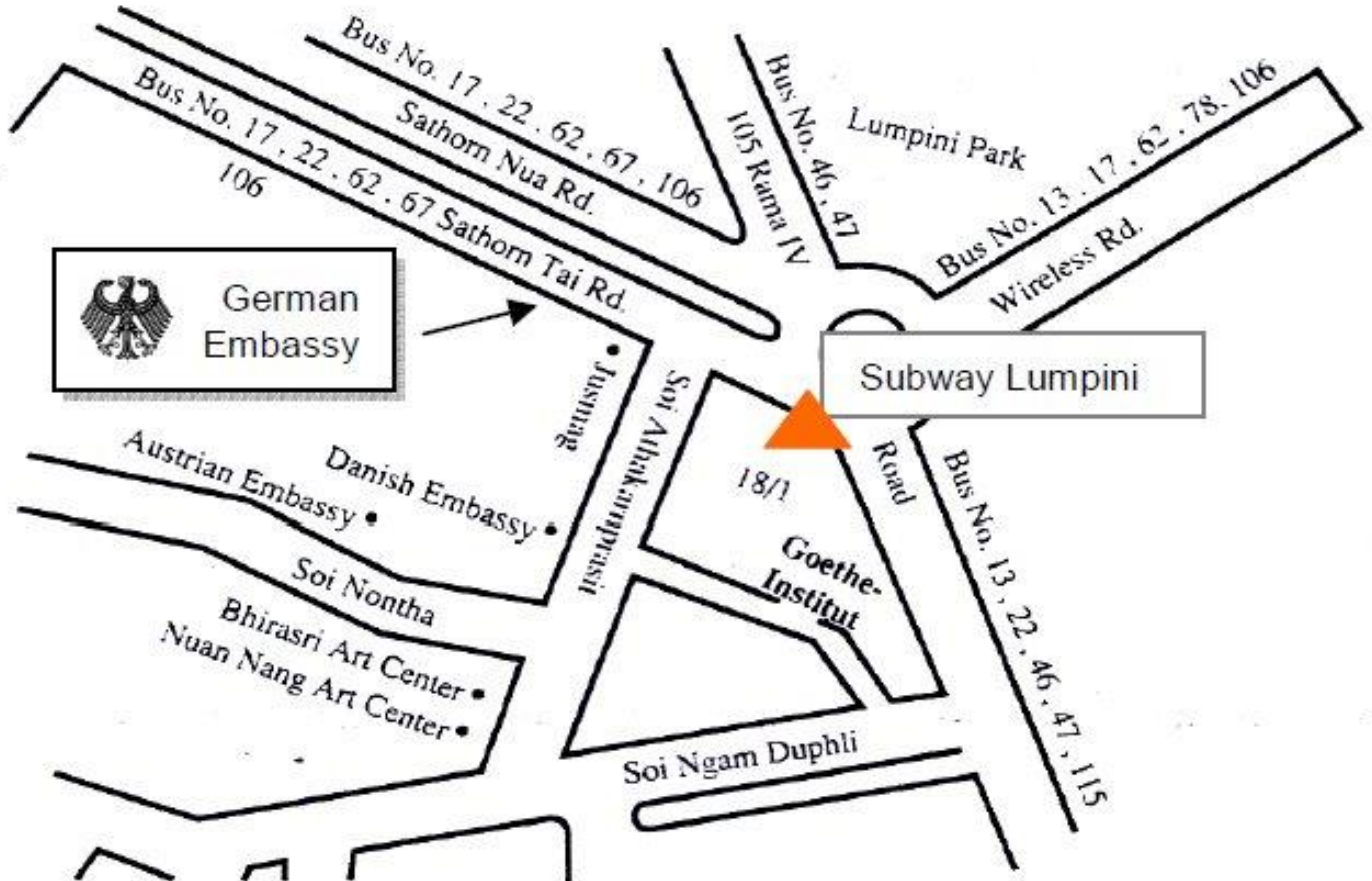 Bus No. 17 . 22 . 62 , 67 , 106
Sathorn Nua Rd.
Bus No. 17 , 22 . 62 . 67 Sathorn Tai Rd.
106
105 Rama IV
Bus No. 46 , 47
Lumpini Park
Bus No. 13 . 17 , 62 , 78. 106
Wireless Rd.
German
Embassy
Subway Lumpini
Jusmag
Soi Athakarnprasit
18/1
Road
Bus No. 13 , 22 , 46 , 47 , 115
Austrian Embassy
Danish Embassy
Goethe-
Institut
Soi Nontha
Bhirasri Art Center
Nuan Nang Art Center
Soi Ngam Duphli